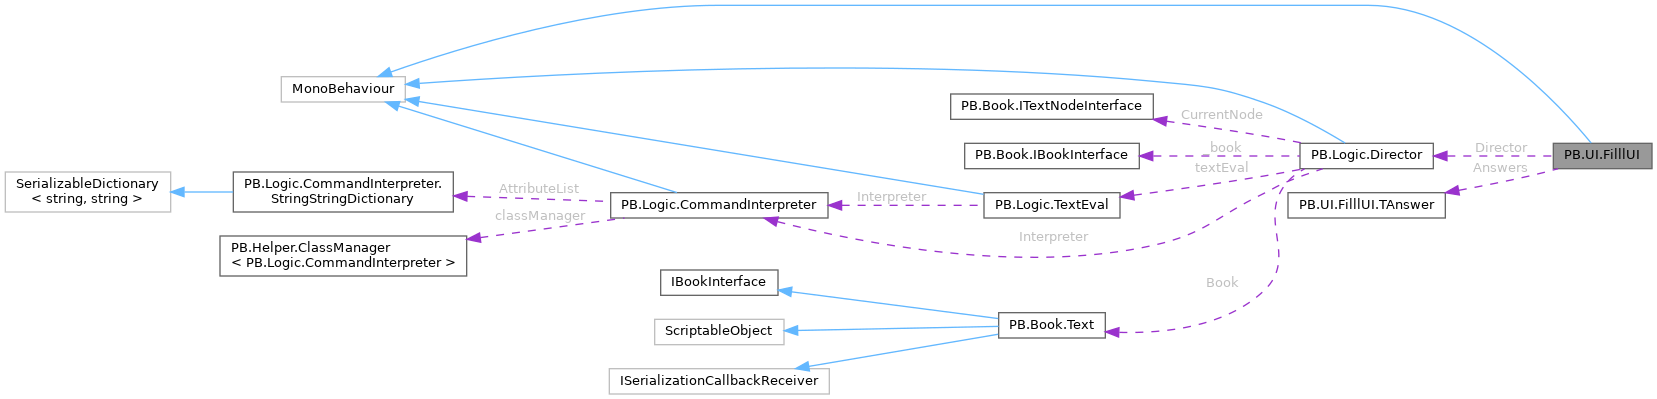 MonoBehaviour
PB.Book.ITextNodeInterface
CurrentNode
PB.Book.IBookInterface
book
PB.Logic.Director
Director
PB.UI.FilllUI
textEval
Answers
SerializableDictionary
< string, string >
PB.Logic.CommandInterpreter.
StringStringDictionary
AttributeList
PB.Logic.CommandInterpreter
Interpreter
PB.Logic.TextEval
PB.UI.FilllUI.TAnswer
classManager
PB.Helper.ClassManager
< PB.Logic.CommandInterpreter >
Interpreter
IBookInterface
Book
ScriptableObject
PB.Book.Text
ISerializationCallbackReceiver